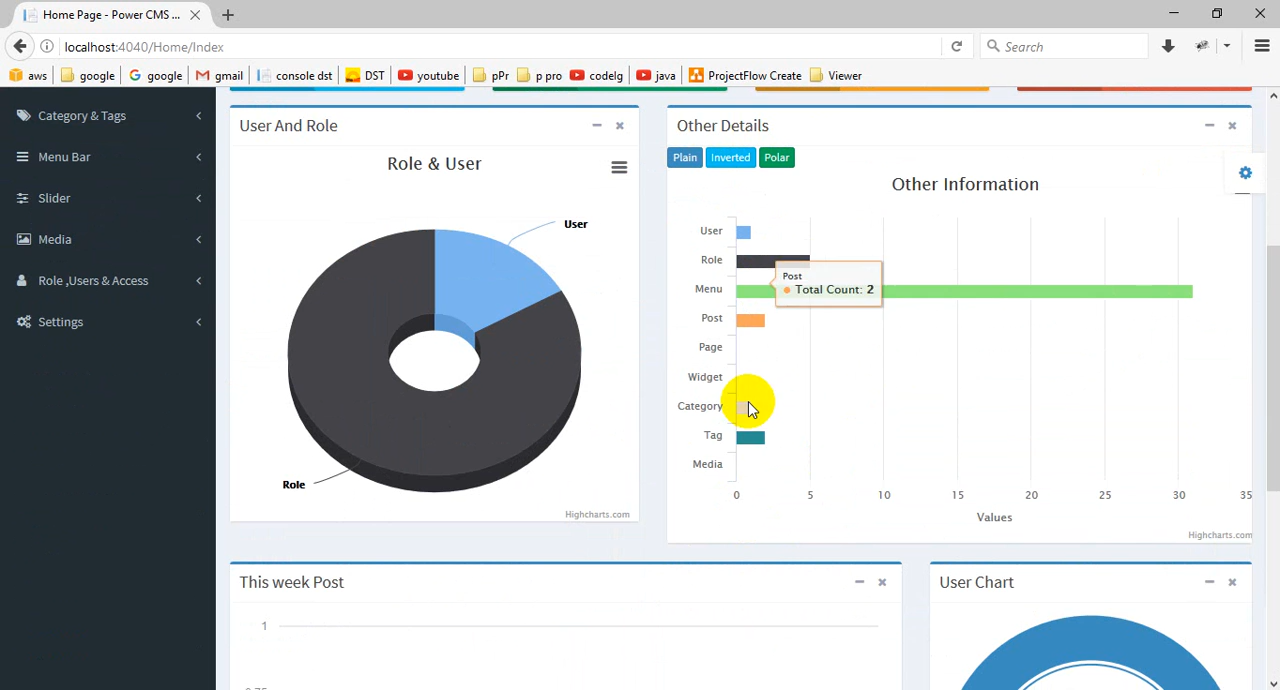 Home Page - Power CMS ...
localhost:4040/Home/Index
Search
aws google google gmail console dst DST youtube pPr p pro codelg java ProjectFlow Create Viewer
Category & Tags
Menu Bar
Slider
Media
Role ,Users & Access
Settings
User And Role
Role & User
User
Role
Highcharts.com
Other Details
Plain Inverted Polar
Other Information
User
Role
Menu
Post
Page
Widget
Category
Tag
Media
Post
Total Count: 2
0 5 10 15 20 25 30 35
Values
Highcharts.com
This week Post
1
0.75
User Chart